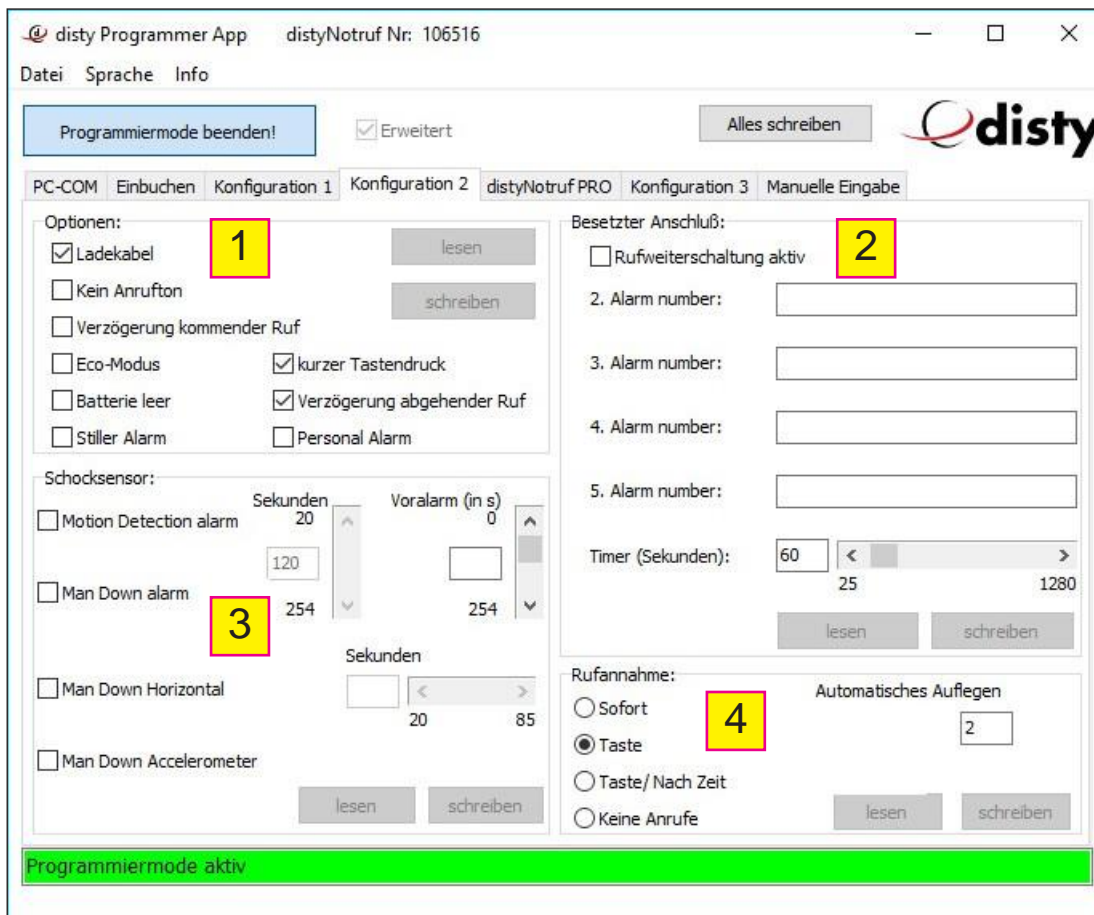 disty Programmer App distyNotruf Nr: 106516
Datei Sprache Info
Programmiermode beenden!
Erweitert
Alles schreiben
disty
PC-COM Einbuchen Konfiguration 1 Konfiguration 2 distyNotruf PRO Konfiguration 3 Manuelle Eingabe
Optionen:
1
Ladekabel
lesen
Kein Anrufton
schreiben
Verzögerung kommender Ruf
Eco-Modus
kurzer Tastendruck
Batterie leer
Verzögerung abgehender Ruf
Stiller Alarm
Personal Alarm
Schocksensor:
Sekunden
Voralarm (in s)
Motion Detection alarm
20
0
120
Man Down alarm
254
254
3
Sekunden
Man Down Horizontal
20
85
Man Down Accelerometer
lesen
schreiben
Besetzter Anschluß:
2
Rufweiterschaltung aktiv
2. Alarm number:
3. Alarm number:
4. Alarm number:
5. Alarm number:
Timer (Sekunden):
60
25
1280
lesen
schreiben
Rufannahme:
4
Automatisches Auflegen
Sofort
2
Taste
Taste/ Nach Zeit
Keine Anrufe
lesen
schreiben
Programmiermode aktiv